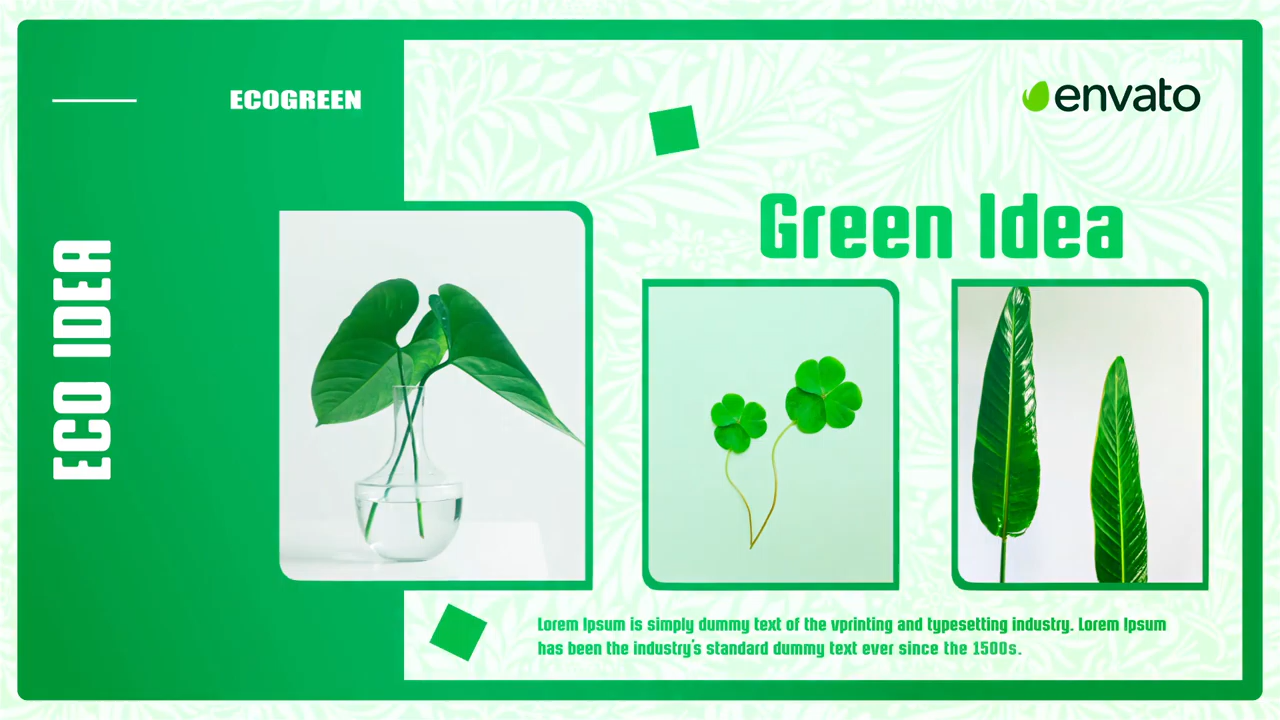 ECOGREEN
envato
Green Idea
ECO IDEA
Lorem Ipsum is simply dummy text of the vprinting and typesetting industry. Lorem Ipsum
has been the industry's standard dummy text ever since the 1500s.